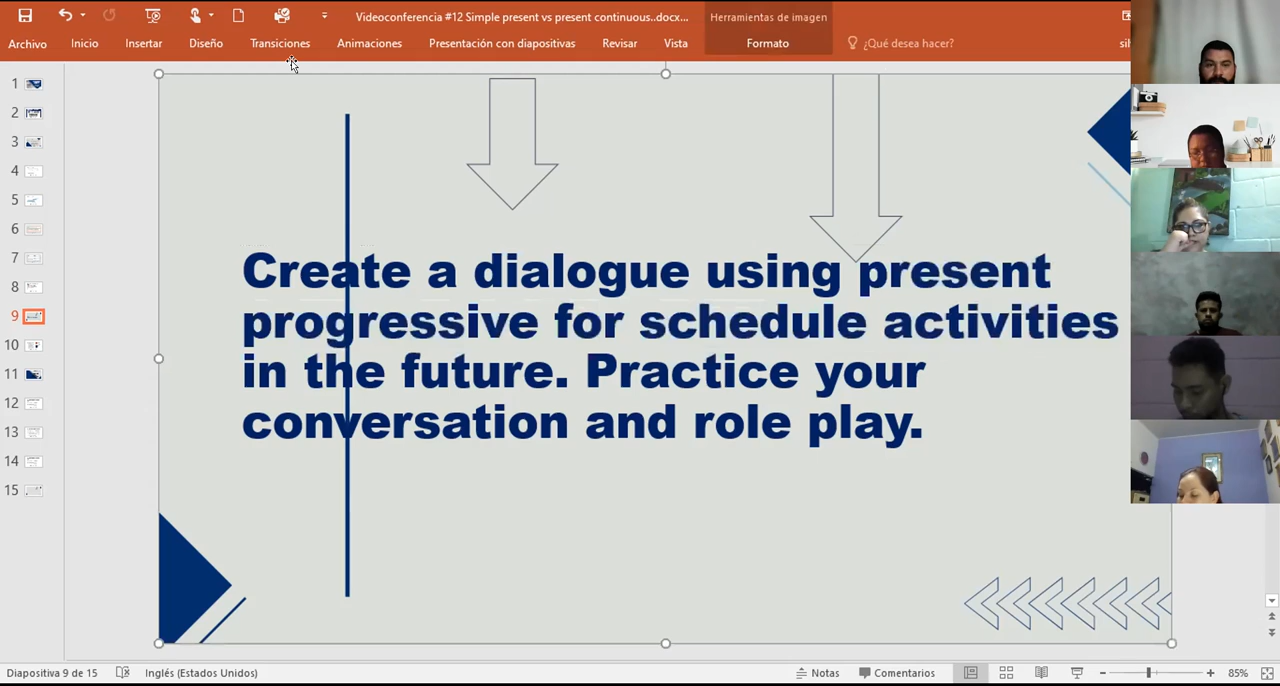 Videoconferencia #12 Simple present vs present continuous..docx...
Herramientas de imagen
Archivo
Inicio
Insertar
Diseño
Transiciones
Animaciones
Presentación con diapositivas
Revisar
Vista
Formato
¿Qué desea hacer?
1
2
3
4
5
6
7
8
9
10
11
12
13
14
15
Create a dialogue using present
progressive for schedule activities
in the future. Practice your
conversation and role play.
Diapositiva 9 de 15
Inglés (Estados Unidos)
Notas
Comentarios
85%